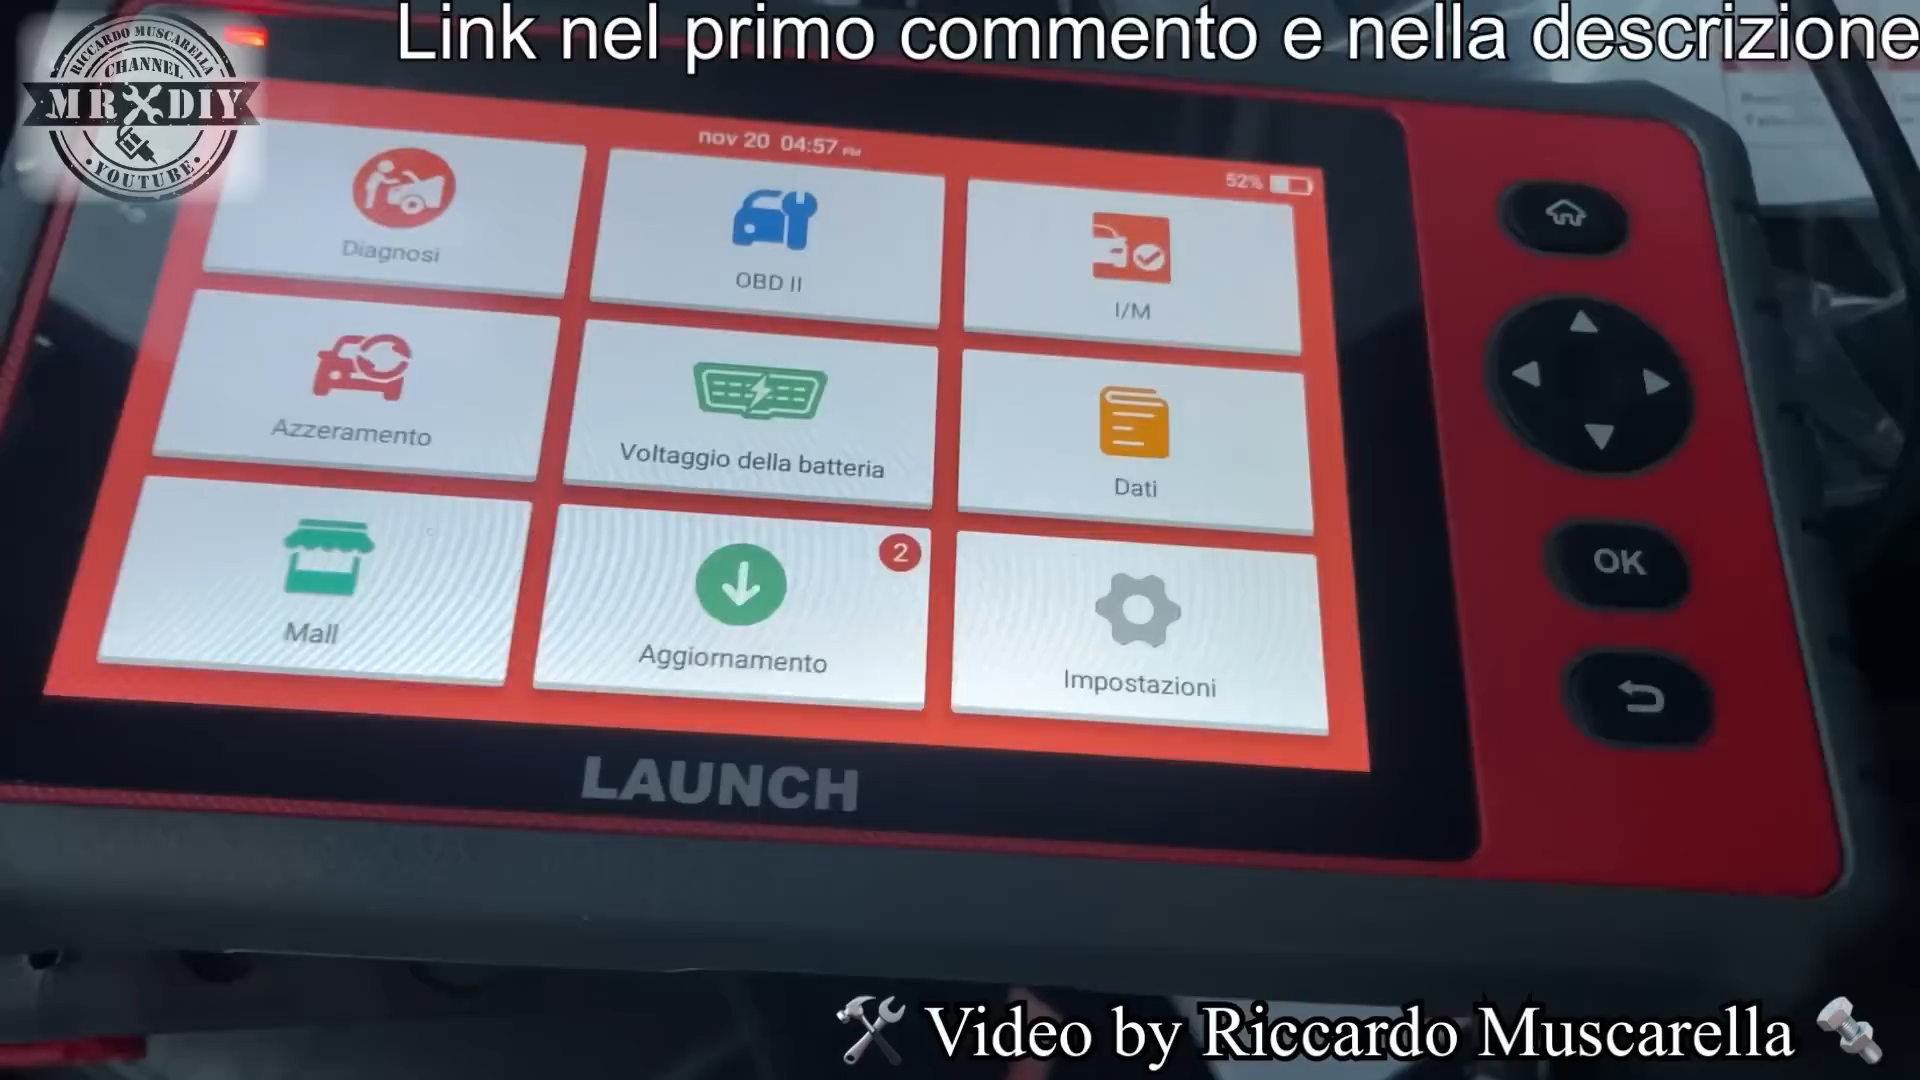 Link nel primo commento e nella descrizione
RICCARDO MUSCARELLA
CHANNEL
MR DIY
YOUTUBE
nov 20 04:57 PM
52%
Diagnosi
OBD II
I/M
Azzeramento
Voltaggio della batteria
Dati
Mall
2
Aggiornamento
Impostazioni
OK
LAUNCH
Video by Riccardo Muscarella